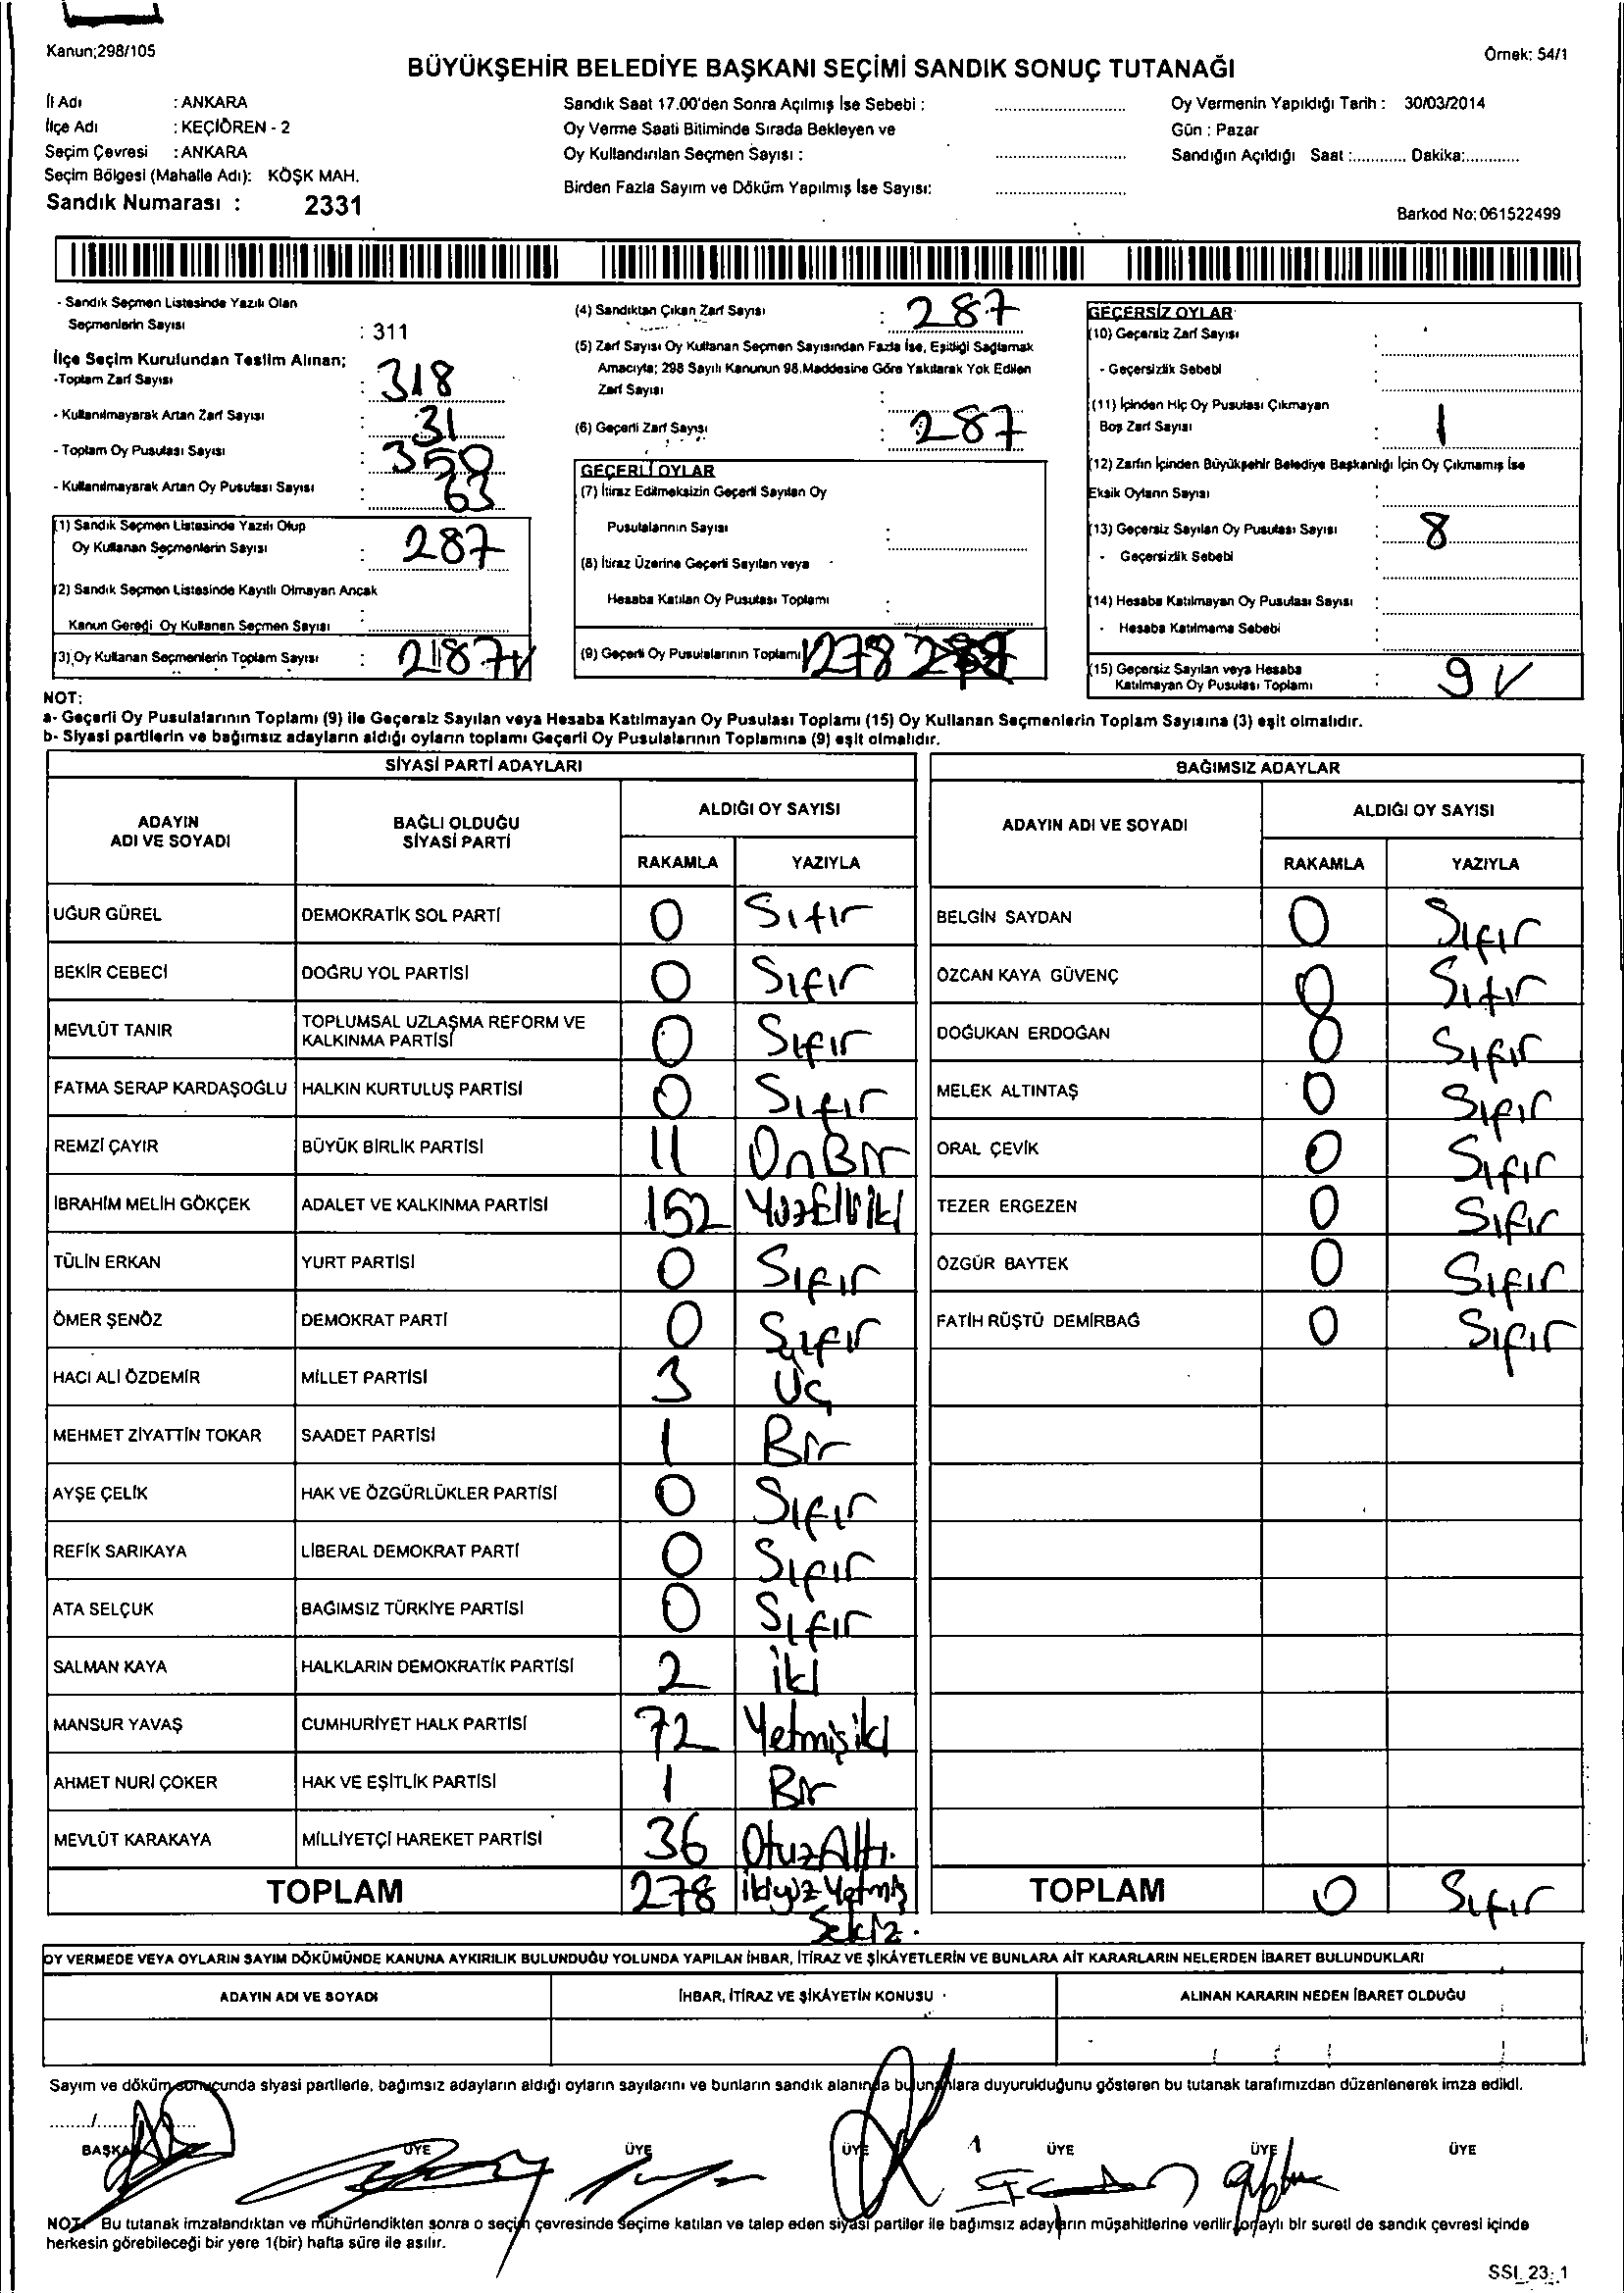 Kanun;298/105
Örnek: 54/1
BÜYÜKŞEHİR BELEDİYE BAŞKANI SEÇİMİ SANDIK SONUÇ TUTANAĞI
İl Adı : ANKARA
İlçe Adı : KEÇİÖREN - 2
Seçim Çevresi : ANKARA
Seçim Bölgesi (Mahalle Adı): KÖŞK MAH.
Sandık Numarası : 2331
Sandık Saat 17.00'den Sonra Açılmış İse Sebebi :
Oy Verme Saati Bitiminde Sırada Bekleyen ve
Oy Kullandırılan Seçmen Sayısı :
Birden Fazla Sayım ve Döküm Yapılmış İse Sayısı:
Oy Vermenin Yapıldığı Tarih : 30/03/2014
Gün : Pazar
Sandığın Açıldığı Saat :............ Dakika:............
Barkod No: 061522499
- Sandık Seçmen Listesinde Yazılı Olan
Seçmenlerin Sayısı : 311
İlçe Seçim Kurulundan Teslim Alınan;
-Toplam Zarf Sayısı : 318
- Kullanılmayarak Artan Zarf Sayısı : 31
- Toplam Oy Pusulası Sayısı : 350
- Kullanılmayarak Artan Oy Pusulası Sayısı : 63
(1) Sandık Seçmen Listesinde Yazılı Olup
Oy Kullanan Seçmenlerin Sayısı : 287
(2) Sandık Seçmen Listesinde Kayıtlı Olmayan Ancak
Kanun Gereği Oy Kullanan Seçmen Sayısı :
(3) Oy Kullanan Seçmenlerin Toplam Sayısı : 287
(4) Sandıktan Çıkan Zarf Sayısı : 287
(5) Zarf Sayısı Oy Kullanan Seçmen Sayısından Fazla İse, Eşitliği Sağlamak
Amacıyla; 298 Sayılı Kanunun 98.Maddesine Göre Yakılarak Yok Edilen
Zarf Sayısı :
(6) Geçerli Zarf Sayısı : 287
GEÇERLİ OYLAR
(7) İtiraz Edilmeksizin Geçerli Sayılan Oy
Pusulalarının Sayısı :
(8) İtiraz Üzerine Geçerli Sayılan veya
Hesaba Katılan Oy Pusulası Toplamı :
(9) Geçerli Oy Pusulalarının Toplamı 278
GEÇERSİZ OYLAR
(10) Geçersiz Zarf Sayısı :
- Geçersizlik Sebebi :
(11) İçinden Hiç Oy Pusulası Çıkmayan
Boş Zarf Sayısı : 1
(12) Zarfın İçinden Büyükşehir Belediye Başkanlığı İçin Oy Çıkmamış İse
Eksik Oyların Sayısı :
(13) Geçersiz Sayılan Oy Pusulası Sayısı : 8
- Geçersizlik Sebebi :
(14) Hesaba Katılmayan Oy Pusulası Sayısı :
- Hesaba Katılmama Sebebi :
(15) Geçersiz Sayılan veya Hesaba
Katılmayan Oy Pusulası Toplamı : 9
NOT:
a- Geçerli Oy Pusulalarının Toplamı (9) ile Geçersiz Sayılan veya Hesaba Katılmayan Oy Pusulası Toplamı (15) Oy Kullanan Seçmenlerin Toplam Sayısına (3) eşit olmalıdır.
b- Siyasi partilerin ve bağımsız adayların aldığı oyların toplamı Geçerli Oy Pusulalarının Toplamına (9) eşit olmalıdır.
SİYASİ PARTİ ADAYLARI
ADAYIN ADI VE SOYADI BAĞLI OLDUĞU SİYASİ PARTİ ALDIĞI OY SAYISI
RAKAMLA YAZIYLA
UĞUR GÜREL DEMOKRATİK SOL PARTİ 0 Sıfır
BEKİR CEBECİ DOĞRU YOL PARTİSİ 0 Sıfır
MEVLÜT TANIR TOPLUMSAL UZLAŞMA REFORM VE KALKINMA PARTİSİ 0 Sıfır
FATMA SERAP KARDAŞOĞLU HALKIN KURTULUŞ PARTİSİ 0 Sıfır
REMZİ ÇAYIR BÜYÜK BİRLİK PARTİSİ 11 OnBir
İBRAHİM MELİH GÖKÇEK ADALET VE KALKINMA PARTİSİ 152 YüzElliiki
TÜLİN ERKAN YURT PARTİSİ 0 Sıfır
ÖMER ŞENÖZ DEMOKRAT PARTİ 0 Sıfır
HACI ALİ ÖZDEMİR MİLLET PARTİSİ 3 Üç
MEHMET ZİYATTİN TOKAR SAADET PARTİSİ 1 Bir
AYŞE ÇELİK HAK VE ÖZGÜRLÜKLER PARTİSİ 0 Sıfır
REFİK SARIKAYA LİBERAL DEMOKRAT PARTİ 0 Sıfır
ATA SELÇUK BAĞIMSIZ TÜRKİYE PARTİSİ 0 Sıfır
SALMAN KAYA HALKLARIN DEMOKRATİK PARTİSİ 2 iki
MANSUR YAVAŞ CUMHURİYET HALK PARTİSİ 72 Yetmişiki
AHMET NURİ ÇOKER HAK VE EŞİTLİK PARTİSİ 1 Bir
MEVLÜT KARAKAYA MİLLİYETÇİ HAREKET PARTİSİ 36 OtuzAltı.
TOPLAM 278 ikiyüz Yetmiş Sekiz.
BAĞIMSIZ ADAYLAR
ADAYIN ADI VE SOYADI ALDIĞI OY SAYISI
RAKAMLA YAZIYLA
BELGİN SAYDAN 0 Sıfır
ÖZCAN KAYA GÜVENÇ 0 Sıfır
DOĞUKAN ERDOĞAN 0 Sıfır
MELEK ALTINTAŞ 0 Sıfır
ORAL ÇEVİK 0 Sıfır
TEZER ERGEZEN 0 Sıfır
ÖZGÜR BAYTEK 0 Sıfır
FATİH RÜŞTÜ DEMİRBAĞ 0 Sıfır
TOPLAM 0 Sıfır
OY VERMEDE VEYA OYLARIN SAYIM DÖKÜMÜNDE KANUNA AYKIRILIK BULUNDUĞU YOLUNDA YAPILAN İHBAR, İTİRAZ VE ŞİKÂYETLERİN VE BUNLARA AİT KARARLARIN NELERDEN İBARET BULUNDUKLARI
ADAYIN ADI VE SOYADI İHBAR, İTİRAZ VE ŞİKÂYETİN KONUSU ALINAN KARARIN NEDEN İBARET OLDUĞU
Sayım ve döküm sonucunda siyasi partilerle, bağımsız adayların aldığı oyların sayılarını ve bunların sandık alanında bulunanlara duyurulduğunu gösteren bu tutanak tarafımızdan düzenlenerek imza edildi.
BAŞKAN ÜYE ÜYE ÜYE ÜYE ÜYE ÜYE
NOT: Bu tutanak imzalandıktan ve mühürlendikten sonra o seçim çevresinde seçime katılan ve talep eden siyasi partiler ile bağımsız adayların müşahitlerine verilir, onaylı bir sureti de sandık çevresi içinde
herkesin görebileceği bir yere 1(bir) hafta süre ile asılır.
SSI_23:_1